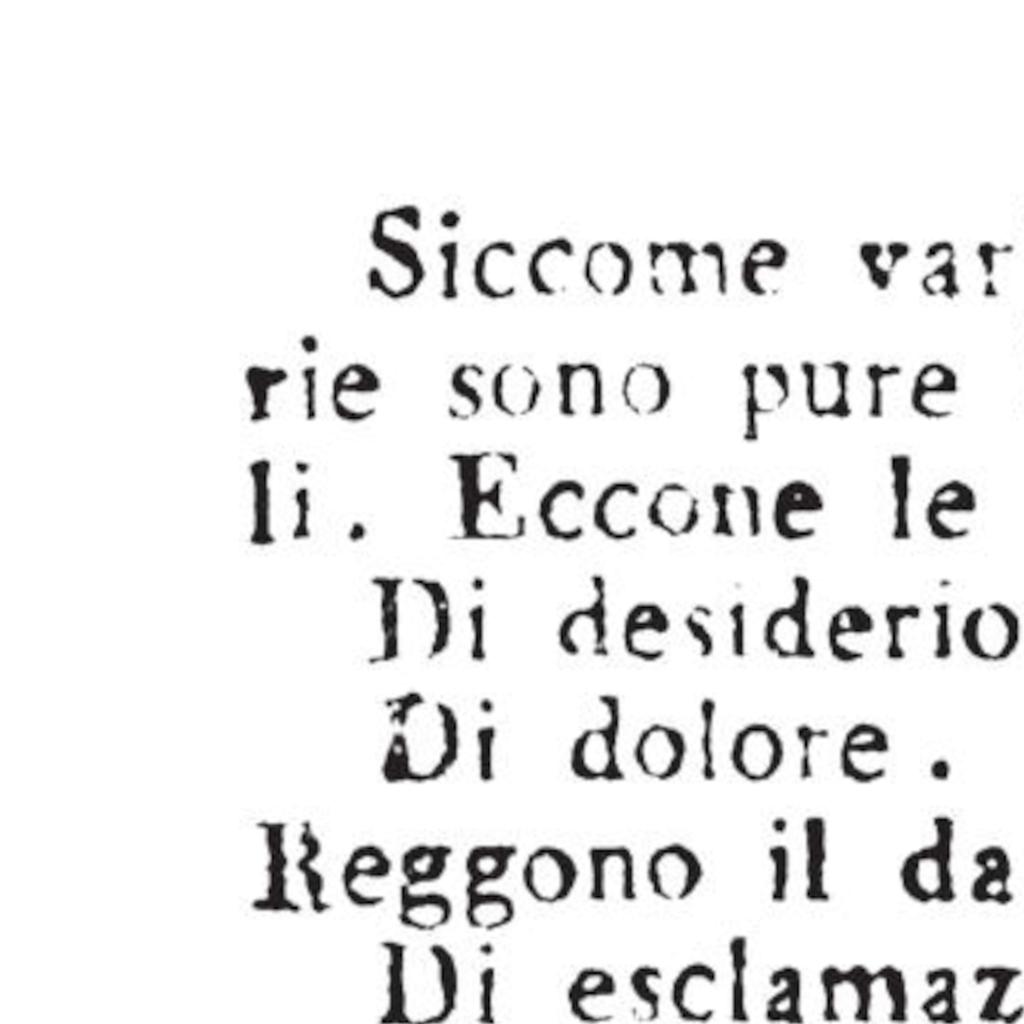 Siccome var
rie sono pure
li. Eccone le
Di desiderio
Di dolore.
Reggono il da
Di esclamaz